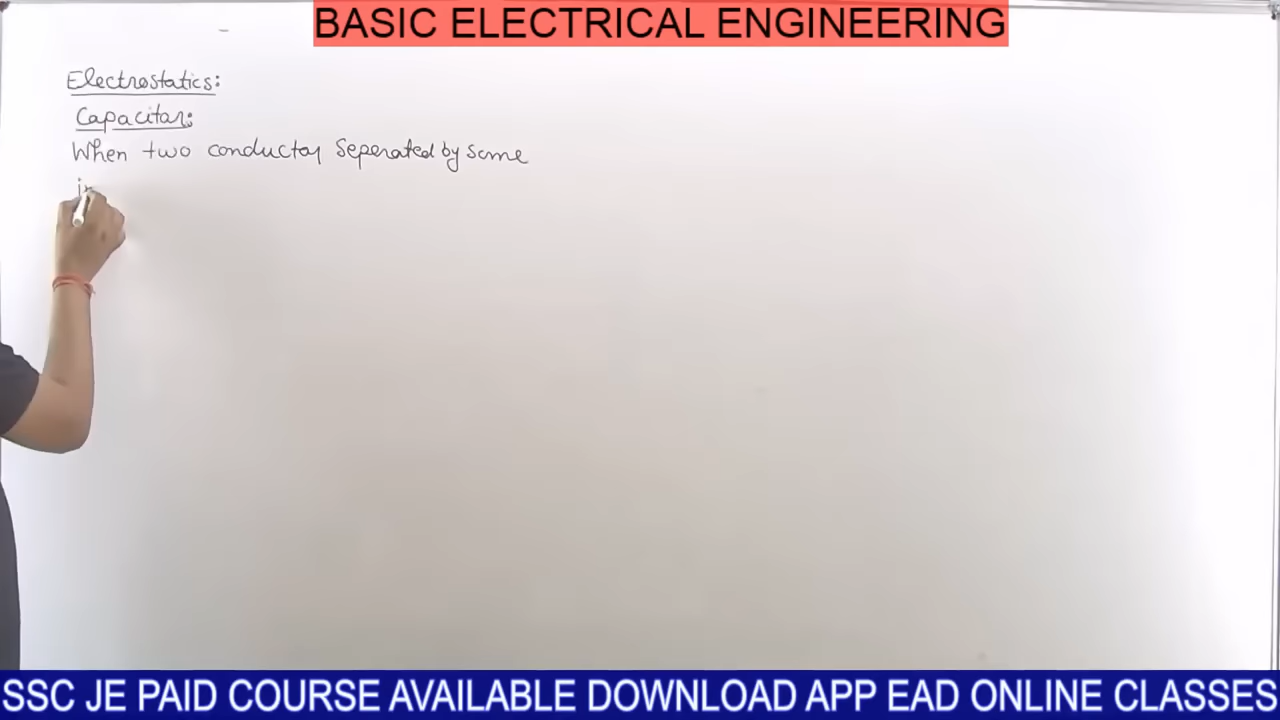 BASIC ELECTRICAL ENGINEERING
Electrostatics:
Capacitor:
When two conductor seperated by some
SSC JE PAID COURSE AVAILABLE DOWNLOAD APP EAD ONLINE CLASSES